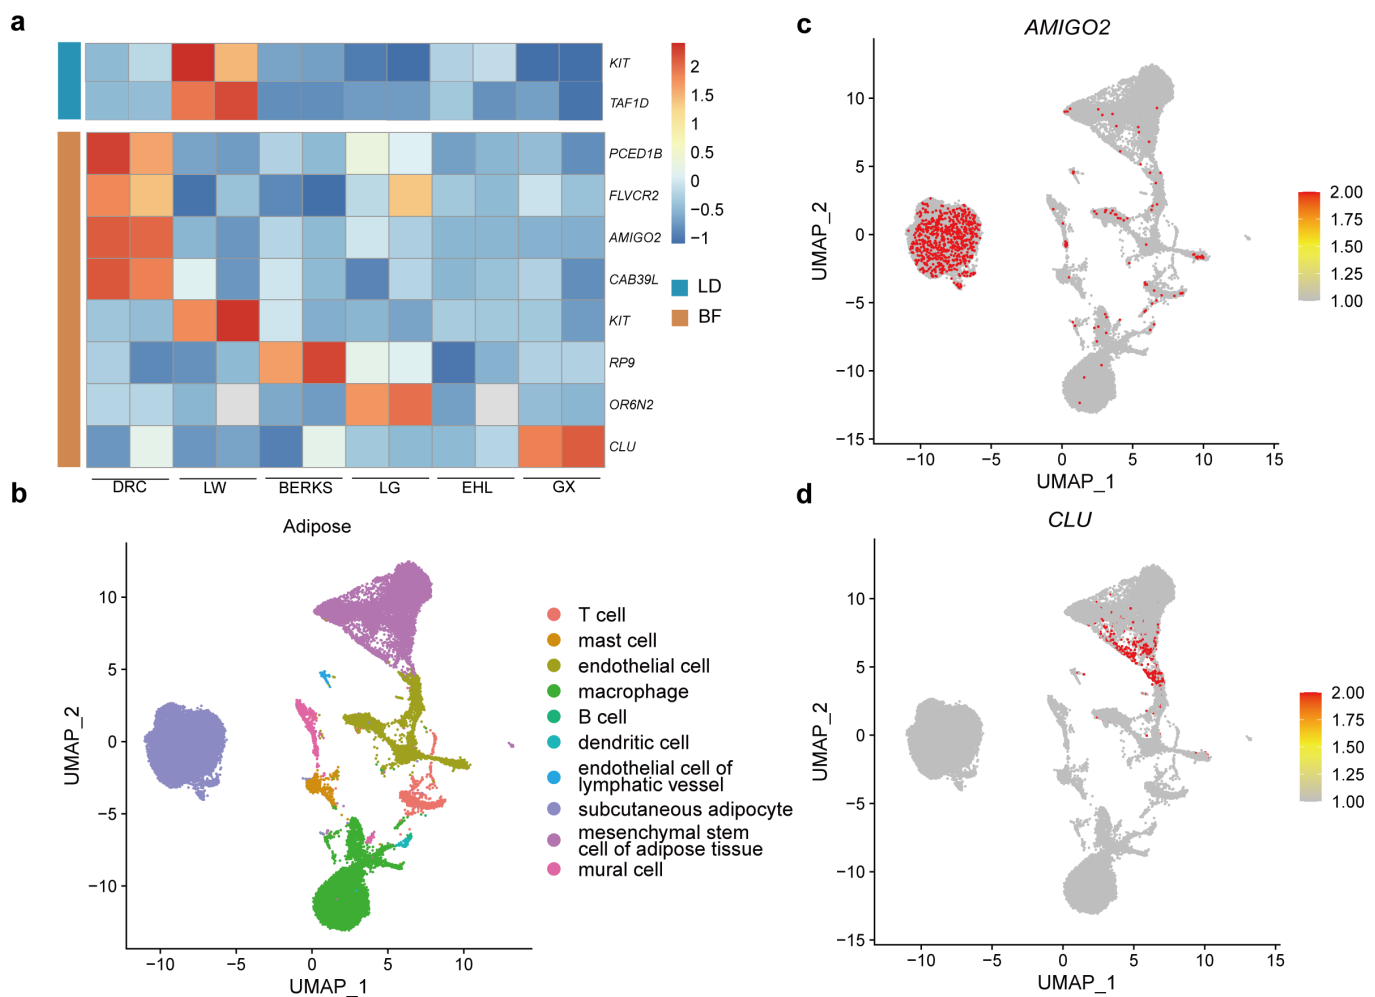 a
KIT
TAF1D
PCED1B
FLVCR2
AMIGO2
CAB39L
KIT
RP9
OR6N2
CLU
DRC LW BERKS LG EHL GX
2
1.5
1
0.5
0
−0.5
−1
LD
BF
b
Adipose
UMAP_2
10
5
0
−5
−10
−10 −5 0 5 10
UMAP_1
T cell
mast cell
endothelial cell
macrophage
B cell
dendritic cell
endothelial cell of
lymphatic vessel
subcutaneous adipocyte
mesenchymal stem
cell of adipose tissue
mural cell
c
AMIGO2
UMAP_2
10
5
0
−5
−10
−15
−10 −5 0 5 10 15
UMAP_1
2.00
1.75
1.50
1.25
1.00
d
CLU
UMAP_2
10
5
0
−5
−10
−15
−10 −5 0 5 10 15
UMAP_1
2.00
1.75
1.50
1.25
1.00